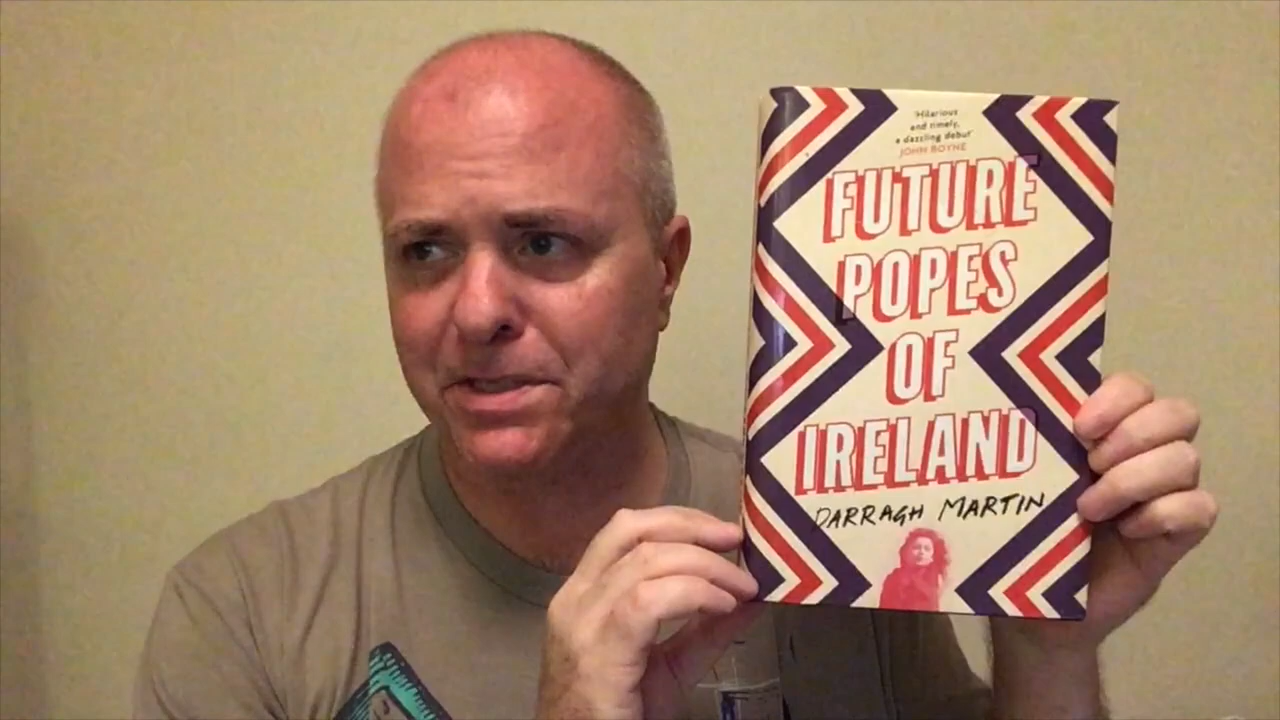 'Hilarious
and timely,
a dazzling debut'
JOHN BOYNE
FUTURE
POPES
OF
IRELAND
DARRAGH MARTIN